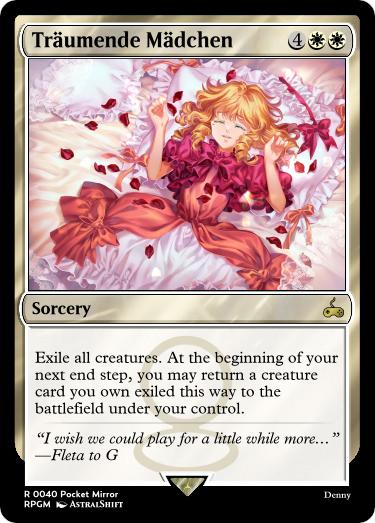 Träumende Mädchen 4
Sorcery
Exile all creatures. At the beginning of your
next end step, you may return a creature
card you own exiled this way to the
battlefield under your control.
“I wish we could play for a little while more…”
—Fleta to G
R 0040 Pocket Mirror
RPGM AstralShift
Denny